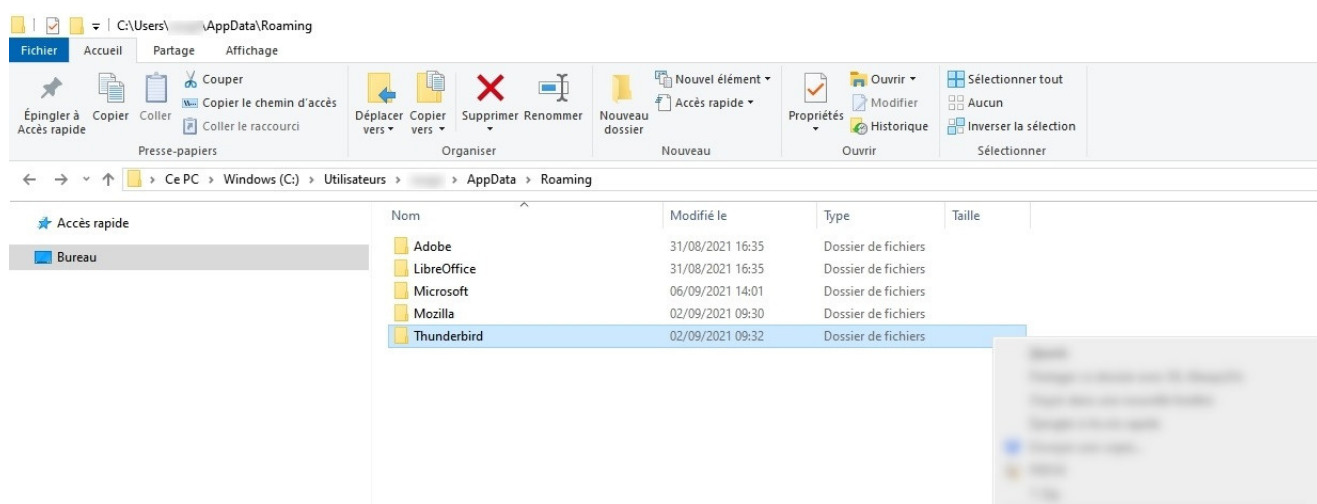 C:\Users\ \AppData\Roaming
Fichier Accueil Partage Affichage
Épingler à Accès rapide
Copier
Coller
Couper
Copier le chemin d'accès
Coller le raccourci
Presse-papiers
Déplacer vers
Copier vers
Supprimer
Renommer
Organiser
Nouveau dossier
Nouvel élément
Accès rapide
Nouveau
Propriétés
Ouvrir
Modifier
Historique
Ouvrir
Sélectionner tout
Aucun
Inverser la sélection
Sélectionner
Ce PC > Windows (C:) > Utilisateurs > > AppData > Roaming
Accès rapide
Bureau
Nom Modifié le Type Taille
Adobe 31/08/2021 16:35 Dossier de fichiers
LibreOffice 31/08/2021 16:35 Dossier de fichiers
Microsoft 06/09/2021 14:01 Dossier de fichiers
Mozilla 02/09/2021 09:30 Dossier de fichiers
Thunderbird 02/09/2021 09:32 Dossier de fichiers